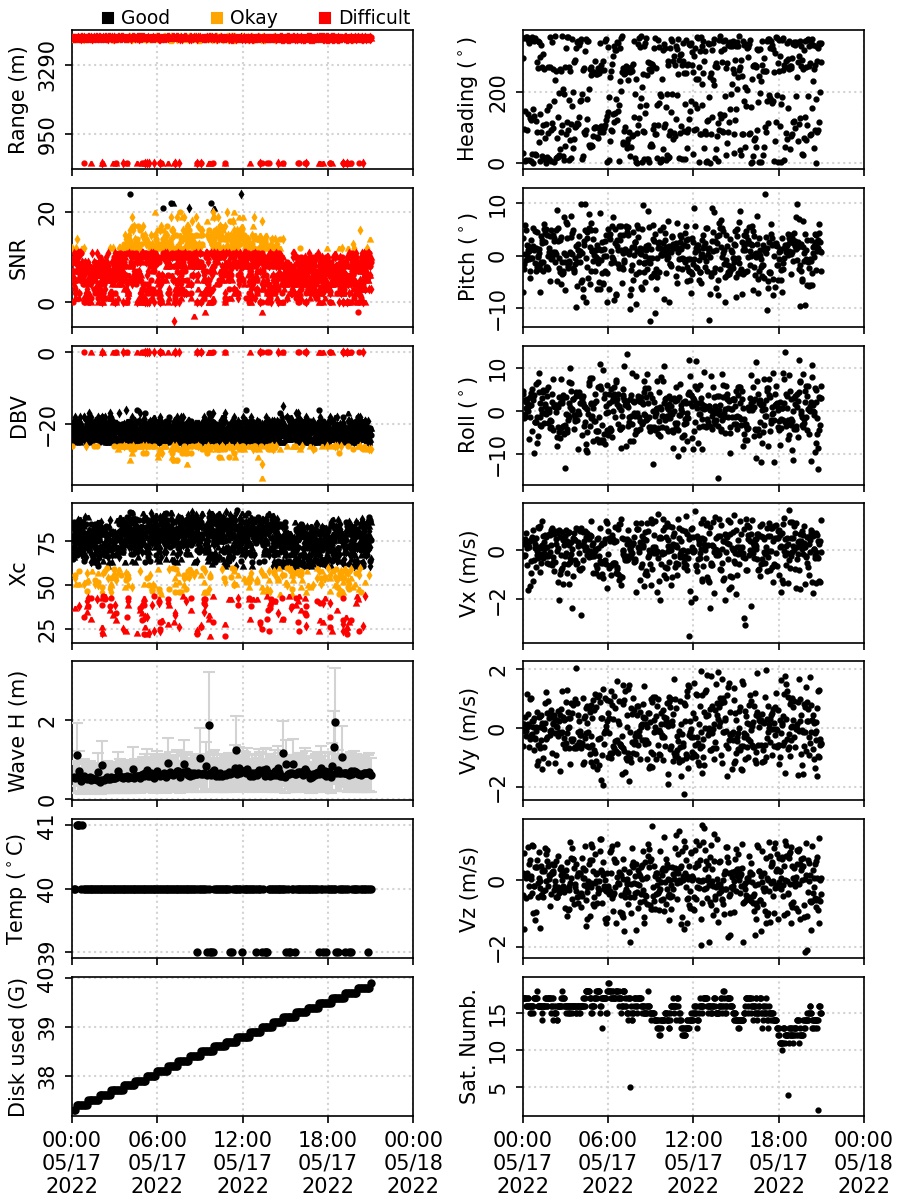 Good Okay Difficult
Range (m)
3290
950
Heading (°)
200
0
SNR
20
0
Pitch (°)
10
0
−10
DBV
0
−20
Roll (°)
10
0
−10
Xc
75
50
25
Vx (m/s)
0
−2
Wave H (m)
2
0
Vy (m/s)
2
0
−2
Temp (°C)
41
40
39
Vz (m/s)
0
−2
Disk used (G)
40
39
38
Sat. Numb.
15
10
5
00:00 06:00 12:00 18:00 00:00
05/17 05/17 05/17 05/17 05/18
2022 2022 2022 2022 2022
00:00 06:00 12:00 18:00 00:00
05/17 05/17 05/17 05/17 05/18
2022 2022 2022 2022 2022